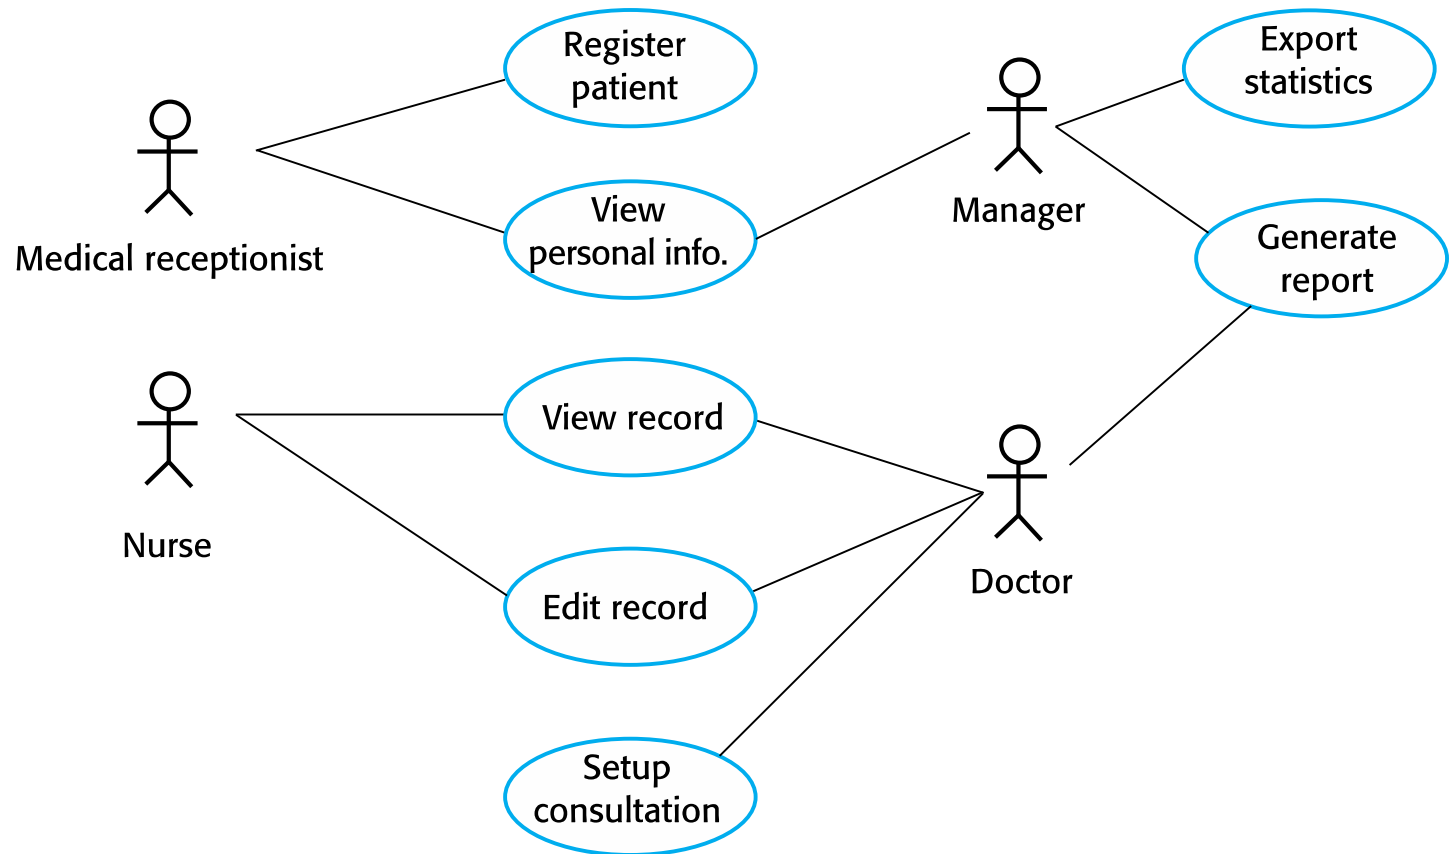 Register
patient
Export
statistics
Medical receptionist
View
personal info.
Manager
Generate
report
View record
Nurse
Edit record
Doctor
Setup
consultation